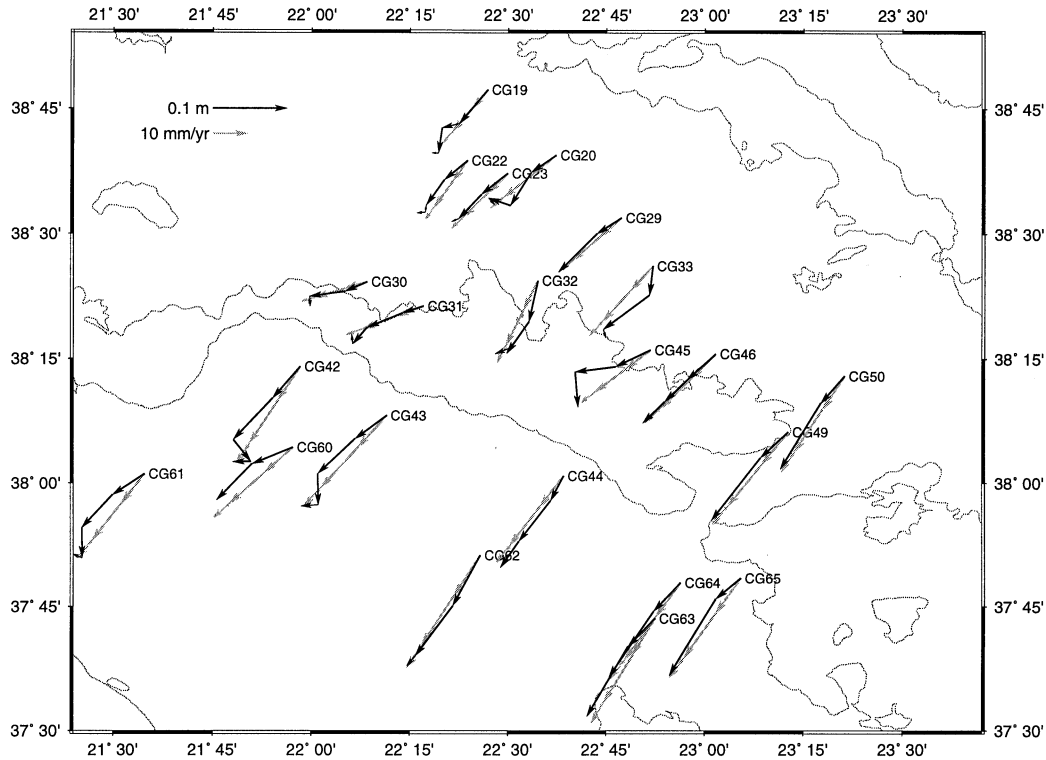 21° 30' 21° 45' 22° 00' 22° 15' 22° 30' 22° 45' 23° 00' 23° 15' 23° 30'
CG19
38° 45' 0.1 m 38° 45'
10 mm/yr
CG22 CG20
CG23
CG29
38° 30' 38° 30'
CG33
CG30 CG32
CG31
38° 15' CG45 CG46 38° 15'
CG42 CG50
CG43
CG49
CG60
CG61 CG44
38° 00' 38° 00'
CG62
CG64 CG65
37° 45' 37° 45'
CG63
37° 30' 37° 30'
21° 30' 21° 45' 22° 00' 22° 15' 22° 30' 22° 45' 23° 00' 23° 15' 23° 30'